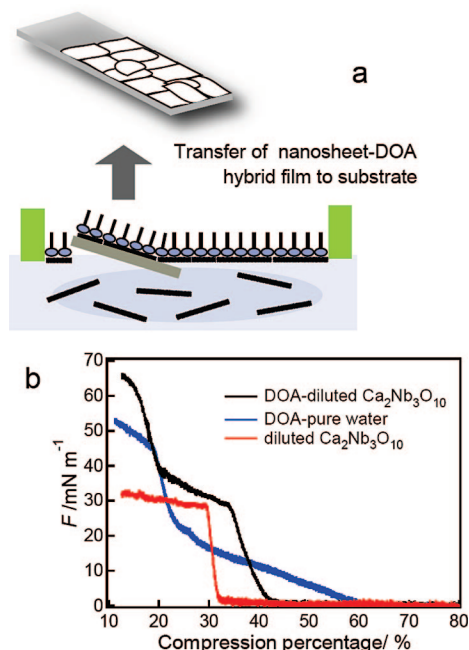 a
Transfer of nanosheet-DOA
hybrid film to substrate
b
70
60
50
40
30
20
10
0
F /mN m⁻¹
DOA-diluted Ca₂Nb₃O₁₀
DOA-pure water
diluted Ca₂Nb₃O₁₀
10 20 30 40 50 60 70 80
Compression percentage/ %